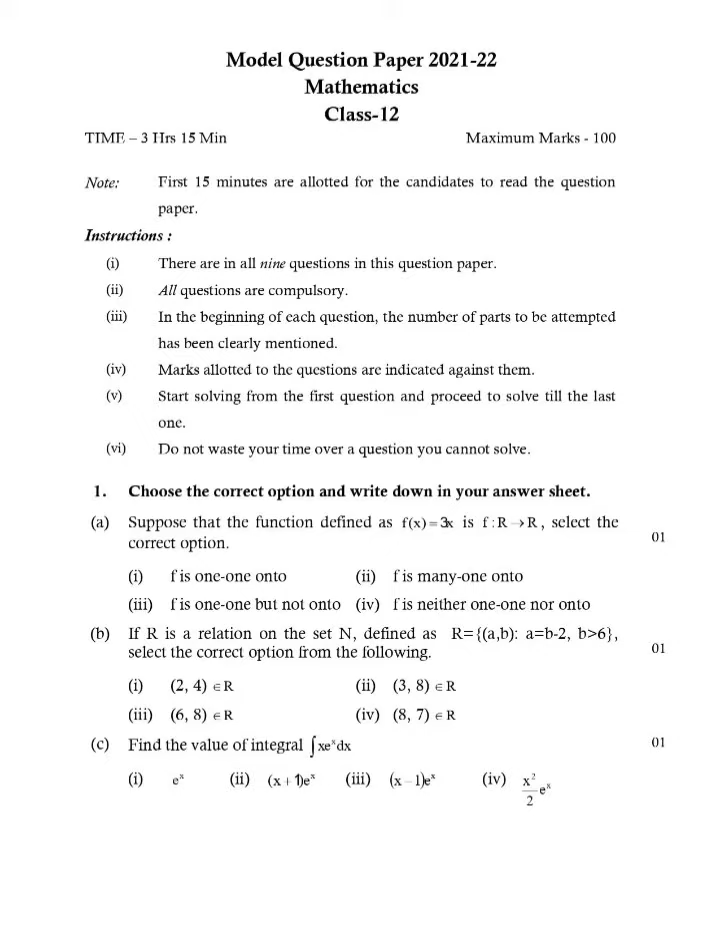 Model Question Paper 2021-22
Mathematics
Class-12
TIME – 3 Hrs 15 Min Maximum Marks - 100
Note: First 15 minutes are allotted for the candidates to read the question
paper.
Instructions :
(i) There are in all nine questions in this question paper.
(ii) All questions are compulsory.
(iii) In the beginning of each question, the number of parts to be attempted
has been clearly mentioned.
(iv) Marks allotted to the questions are indicated against them.
(v) Start solving from the first question and proceed to solve till the last
one.
(vi) Do not waste your time over a question you cannot solve.
1. Choose the correct option and write down in your answer sheet.
(a) Suppose that the function defined as f(x)=3x is f:R→R, select the
correct option. 01
(i) f is one-one onto (ii) f is many-one onto
(iii) f is one-one but not onto (iv) f is neither one-one nor onto
(b) If R is a relation on the set N, defined as R={(a,b): a=b-2, b>6},
select the correct option from the following. 01
(i) (2, 4) ∈ R (ii) (3, 8) ∈ R
(iii) (6, 8) ∈ R (iv) (8, 7) ∈ R
(c) Find the value of integral ∫xeˣdx 01
(i) eˣ (ii) (x+1)eˣ (iii) (x–1)eˣ (iv) x²/2 eˣ